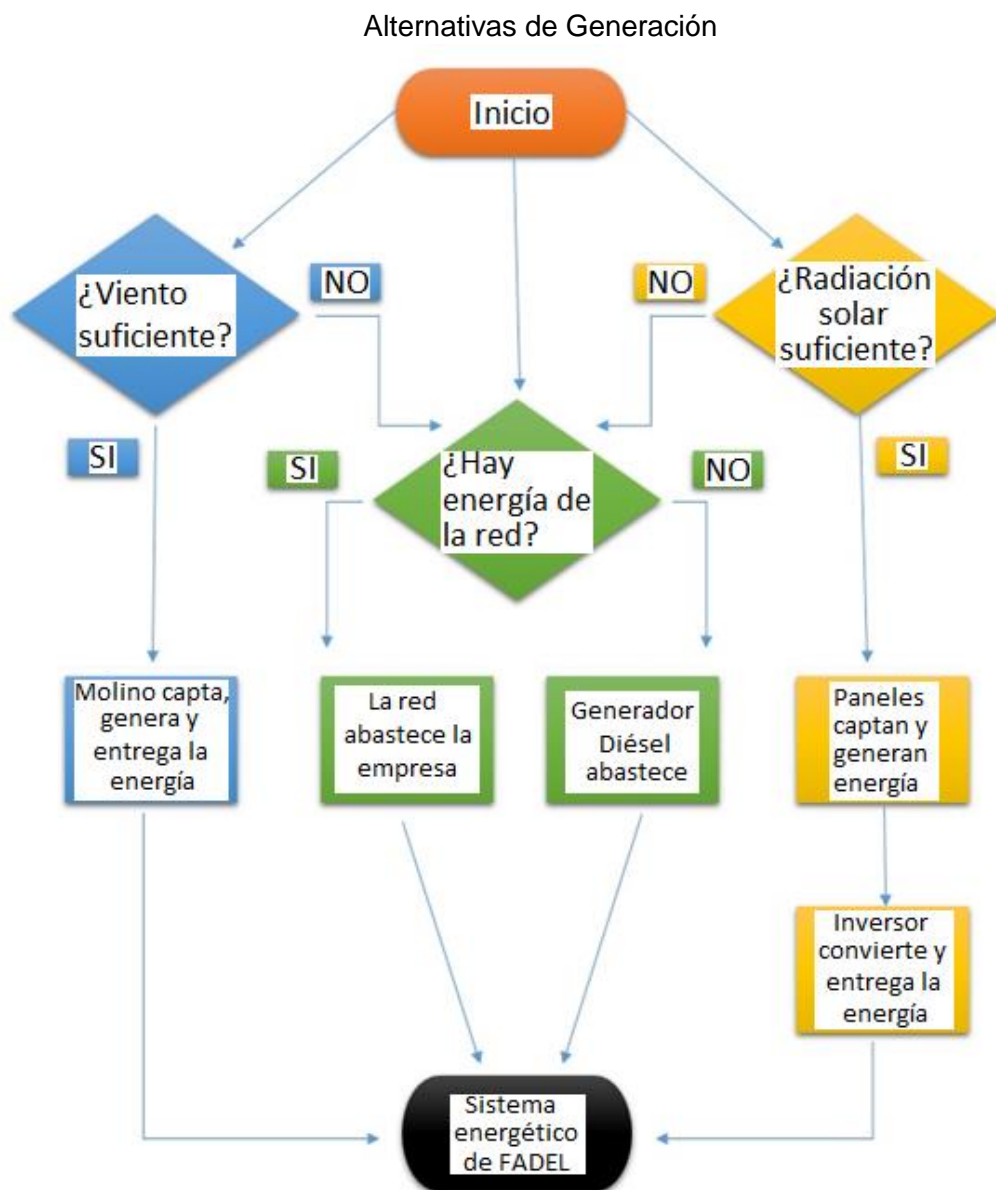 Alternativas de Generación
Inicio
¿Viento
suficiente?
NO
NO
¿Radiación
solar
suficiente?
SI
SI
¿Hay
energía de
la red?
NO
SI
Molino capta,
genera y
entrega la
energía
La red
abastece la
empresa
Generador
Diésel
abastece
Paneles
captan y
generan
energía
Inversor
convierte y
entrega la
energía
Sistema
energético
de FADEL